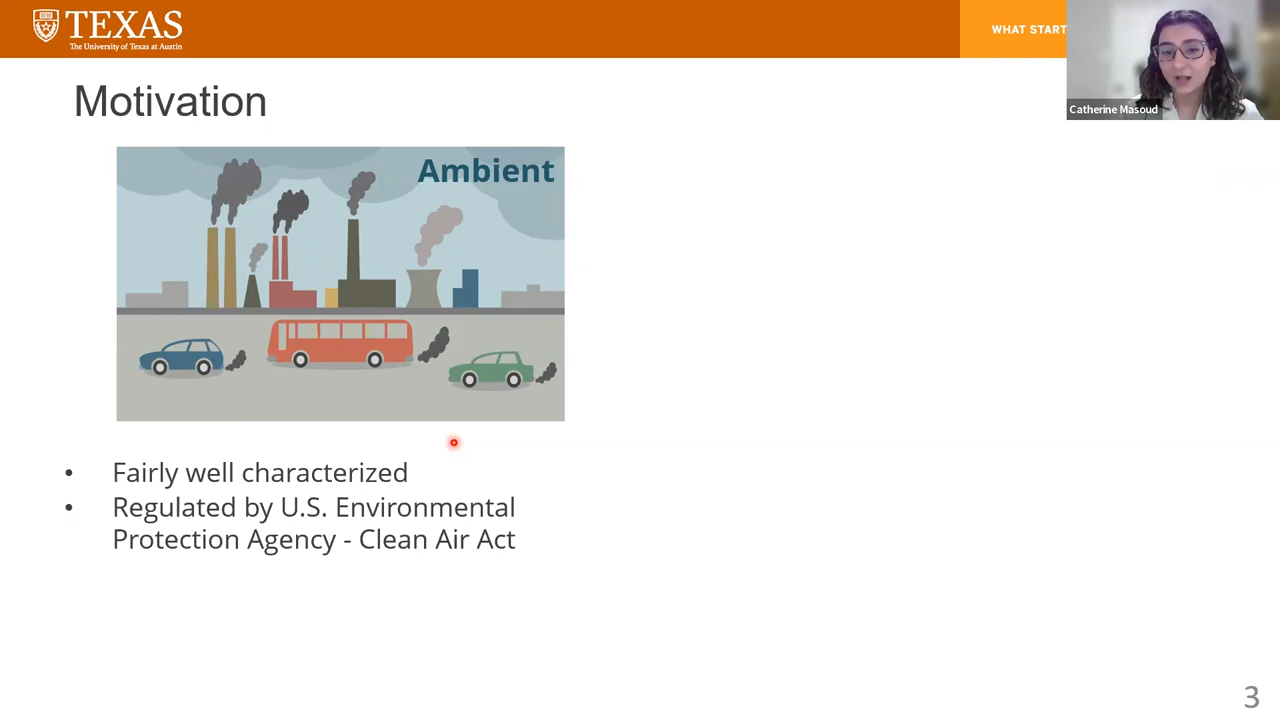 TEXAS
The University of Texas at Austin
WHAT START
Catherine Masoud
Motivation
Ambient
• Fairly well characterized
• Regulated by U.S. Environmental
Protection Agency - Clean Air Act
3